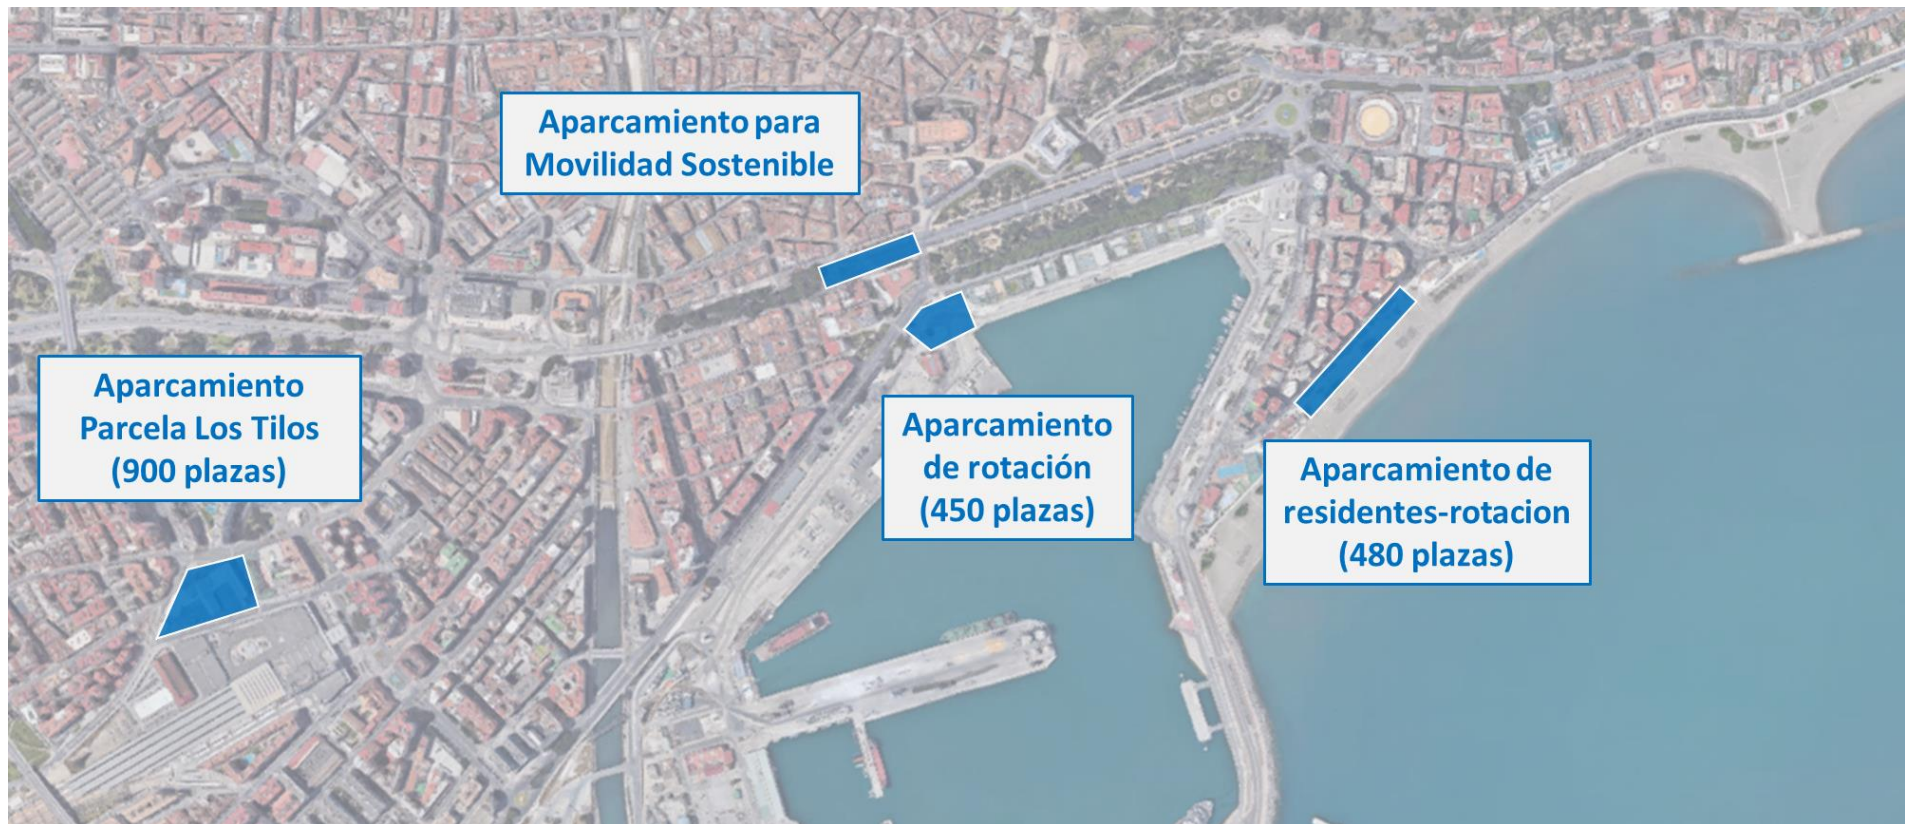 Aparcamiento para
Movilidad Sostenible
Aparcamiento
Parcela Los Tilos
(900 plazas)
Aparcamiento
de rotación
(450 plazas)
Aparcamiento de
residentes-rotacion
(480 plazas)